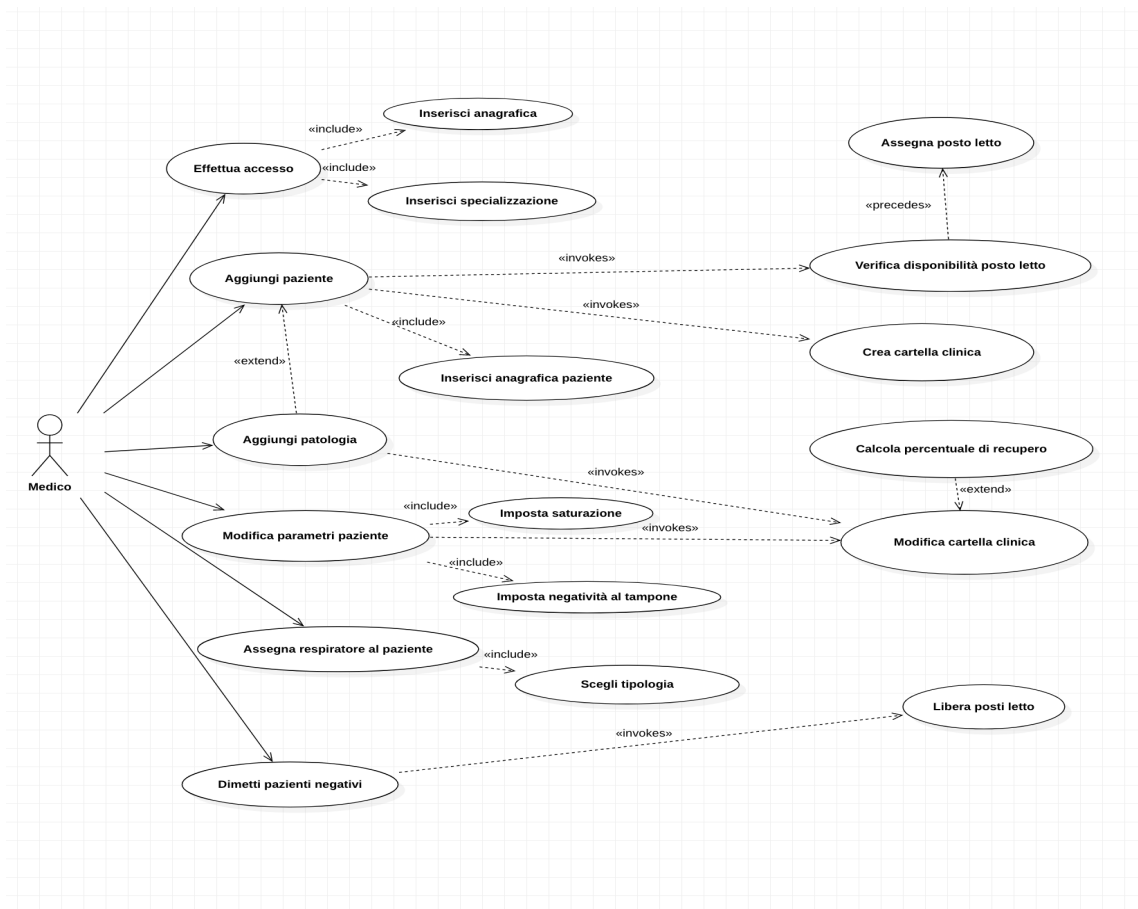 Inserisci anagrafica
«include»
Assegna posto letto
Effettua accesso
«include»
Inserisci specializzazione
«precedes»
«invokes»
Verifica disponibilità posto letto
Aggiungi paziente
«invokes»
«include»
Crea cartella clinica
«extend»
Inserisci anagrafica paziente
Aggiungi patologia
Calcola percentuale di recupero
«invokes»
Medico
«extend»
«include»
Imposta saturazione
«invokes»
Modifica parametri paziente
Modifica cartella clinica
«include»
Imposta negatività al tampone
Assegna respiratore al paziente
«include»
Scegli tipologia
Libera posti letto
«invokes»
Dimetti pazienti negativi